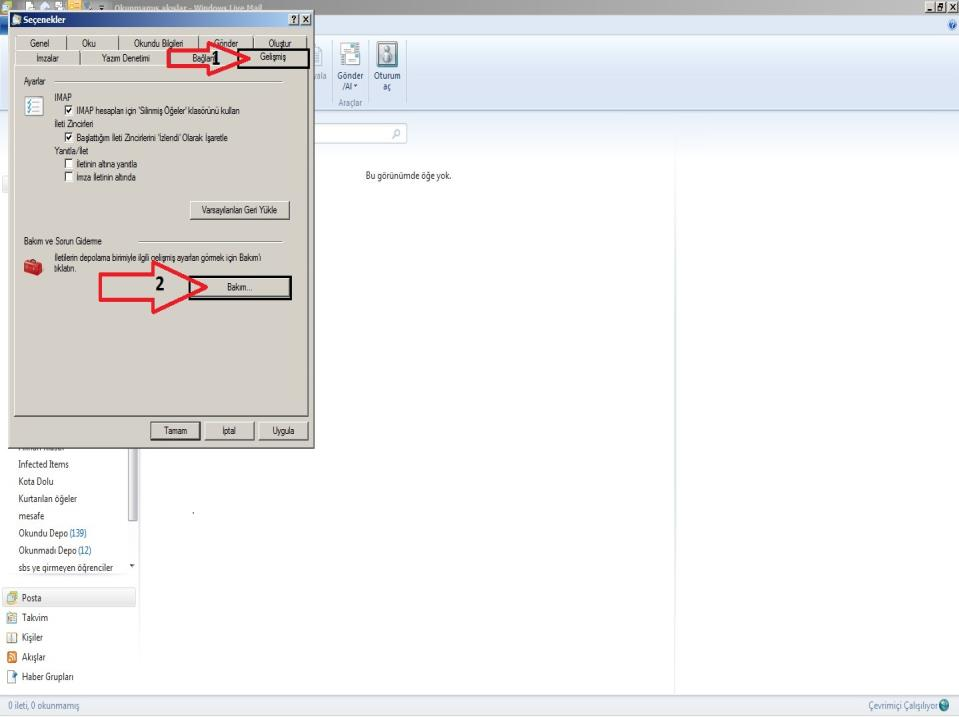 Okunmamış akışlar - Windows Live Mail
Seçenekler
Genel Oku Okundu Bilgileri Gönder Oluştur
İmzalar Yazım Denetimi 1 Gelişmiş
Ayarlar
IMAP
IMAP hesapları için 'Silinmiş Öğeler' klasörünü kullan
İleti Zincirleri
Başlattığım İleti Zincirlerini 'İzlendi' Olarak İşaretle
Yanıtla/İlet
İletinin altına yanıtla
İmza iletinin altında
Varsayılanları Geri Yükle
Bakım ve Sorun Giderme
İletilerin depolama birimiyle ilgili gelişmiş ayarları görmek için Bakım'ı
tıklatın.
2 Bakım...
Tamam İptal Uygula
Gönder
/Al
Oturum
aç
Araçlar
Bu görünümde öğe yok.
Infected Items
Kota Dolu
Kurtarılan öğeler
mesafe
Okundu Depo (139)
Okunmadı Depo (12)
sbs ye girmeyen öğrenciler
Posta
Takvim
Kişiler
Akışlar
Haber Grupları
0 ileti, 0 okunmamış
Çevrimiçi Çalışılıyor